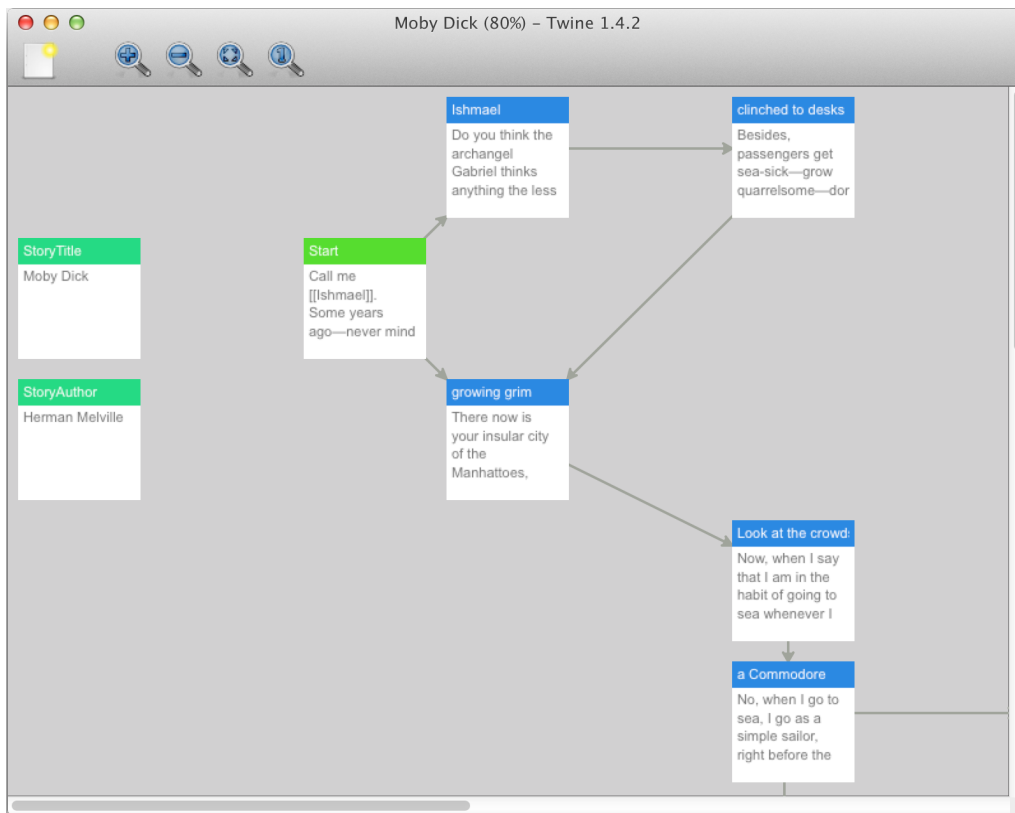 Moby Dick (80%) – Twine 1.4.2
Ishmael
Do you think the
archangel
Gabriel thinks
anything the less
clinched to desks
Besides,
passengers get
sea-sick—grow
quarrelsome—dor
StoryTitle
Moby Dick
Start
Call me
[[Ishmael]].
Some years
ago—never mind
StoryAuthor
Herman Melville
growing grim
There now is
your insular city
of the
Manhattoes,
Look at the crowds
Now, when I say
that I am in the
habit of going to
sea whenever I
a Commodore
No, when I go to
sea, I go as a
simple sailor,
right before the